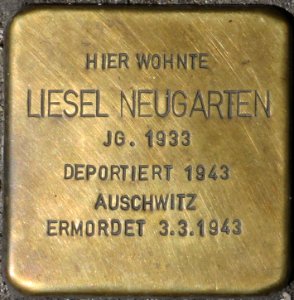 HIER WOHNTE
LIESEL NEUGARTEN
JG. 1933
DEPORTIERT 1943
AUSCHWITZ
ERMORDET 3.3.1943